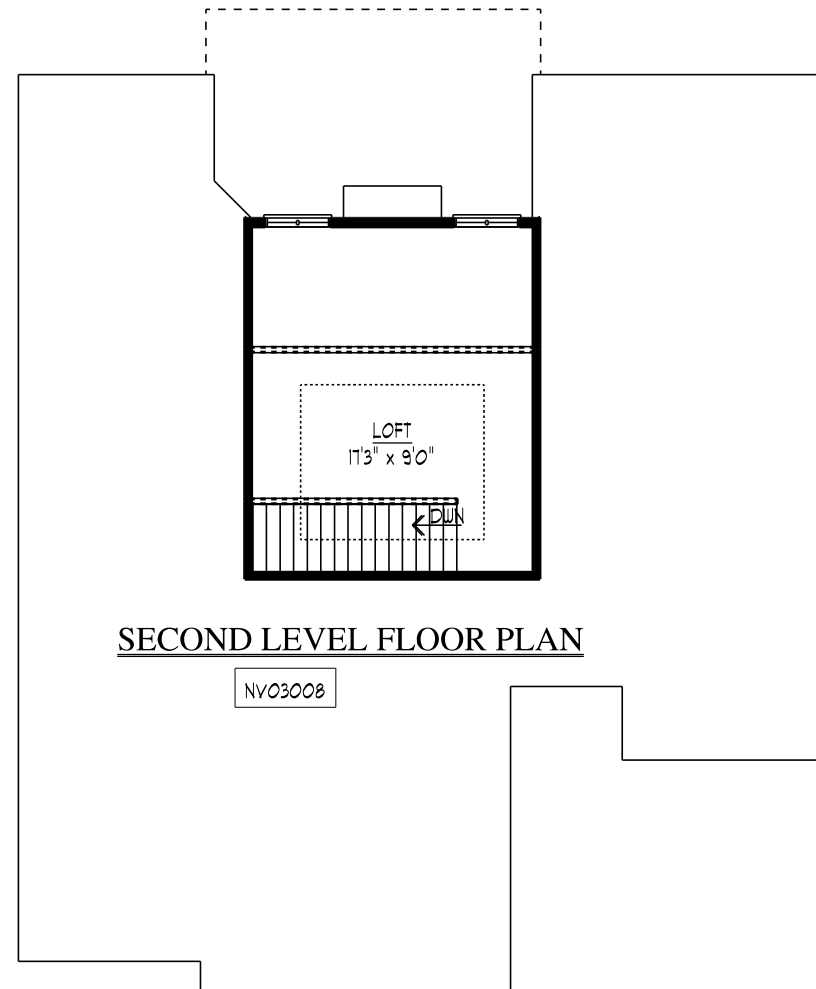 LOFT
17'3" x 9'0"
DWN
SECOND LEVEL FLOOR PLAN
NV03008